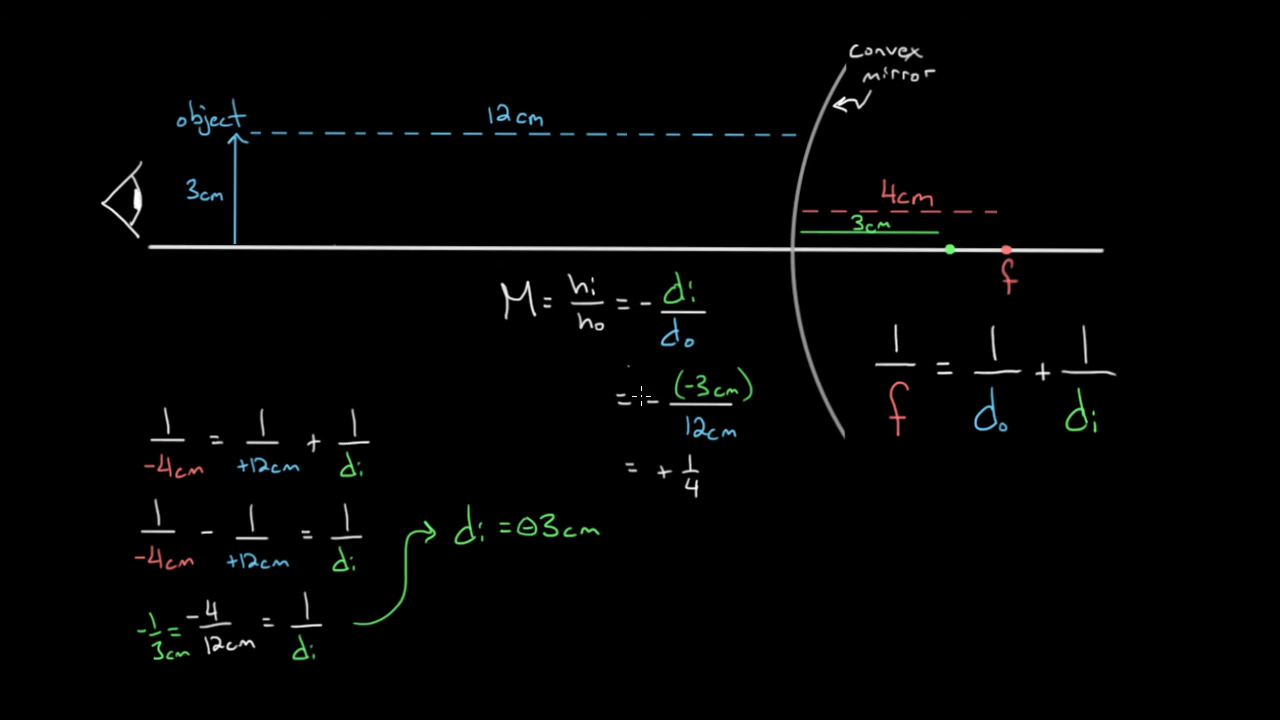 convex
mirror
object
12cm
3cm
4cm
3cm
f
M = hi/ho = - di/do
= - (-3cm)/12cm
= + 1/4
1/f = 1/do + 1/di
1/-4cm = 1/+12cm + 1/di
1/-4cm - 1/+12cm = 1/di
-1/3cm = -4/12cm = 1/di
di = -3cm